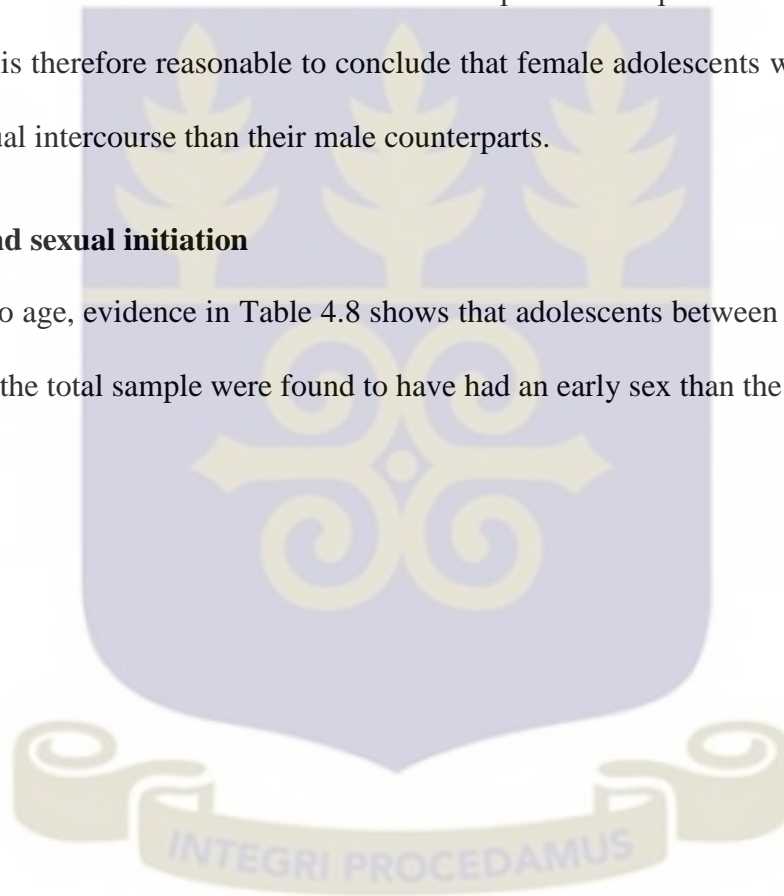 is therefore reasonable to conclude that female adolescents w
ual intercourse than their male counterparts.
nd sexual initiation
o age, evidence in Table 4.8 shows that adolescents between
the total sample were found to have had an early sex than the
INTEGRI PROCEDAMUS